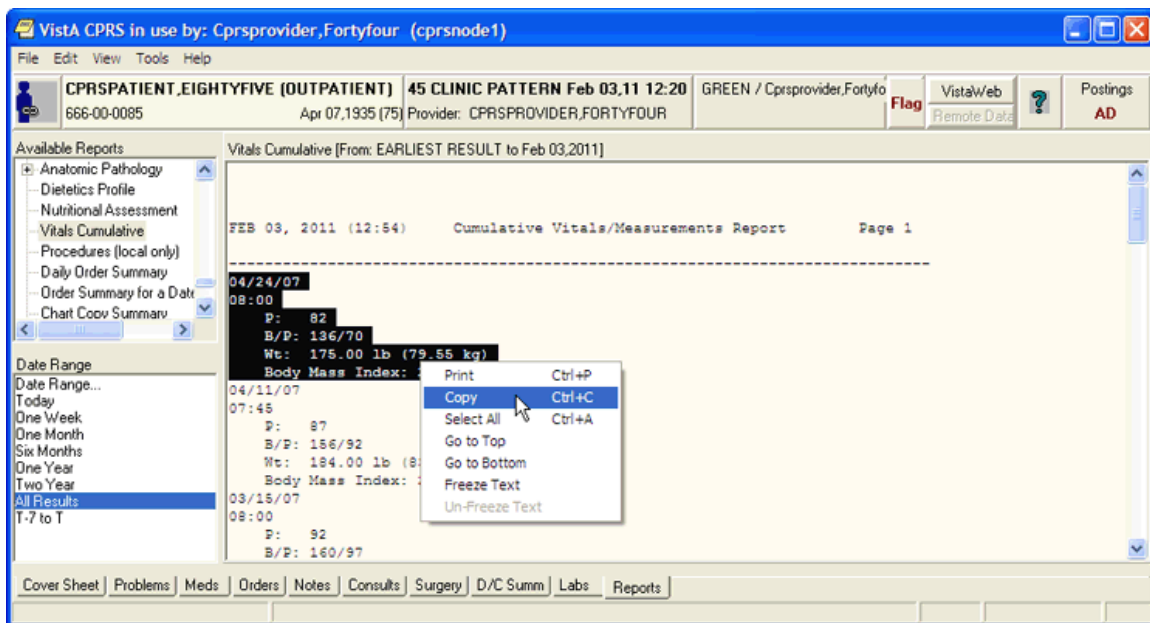 VistA CPRS in use by: Cprsprovider,Fortyfour (cprsnode1)
File Edit View Tools Help
CPRSPATIENT,EIGHTYFIVE (OUTPATIENT)
666-00-0085 Apr 07,1935 (75)
45 CLINIC PATTERN Feb 03,11 12:20
Provider: CPRSPROVIDER,FORTYFOUR
GREEN / Cprsprovider,Fortyfo
Flag
VistaWeb
Remote Data
?
Postings
AD
Available Reports
Anatomic Pathology
Dietetics Profile
Nutritional Assessment
Vitals Cumulative
Procedures (local only)
Daily Order Summary
Order Summary for a Date
Chart Copy Summary
Date Range
Date Range...
Today
One Week
One Month
Six Months
One Year
Two Year
All Results
T-7 to T
Vitals Cumulative [From: EARLIEST RESULT to Feb 03,2011]
FEB 03, 2011 (12:54) Cumulative Vitals/Measurements Report Page 1
--------------------------------------------------------------------------------
04/24/07
08:00
P: 82
B/P: 136/70
Wt: 175.00 lb (79.55 kg)
Body Mass Index:
04/11/07
07:45
P: 87
B/P: 156/92
Wt: 184.00 lb (8
Body Mass Index:
03/15/07
08:00
P: 92
B/P: 160/97
Print Ctrl+P
Copy Ctrl+C
Select All Ctrl+A
Go to Top
Go to Bottom
Freeze Text
Un-Freeze Text
Cover Sheet Problems Meds Orders Notes Consults Surgery D/C Summ Labs Reports